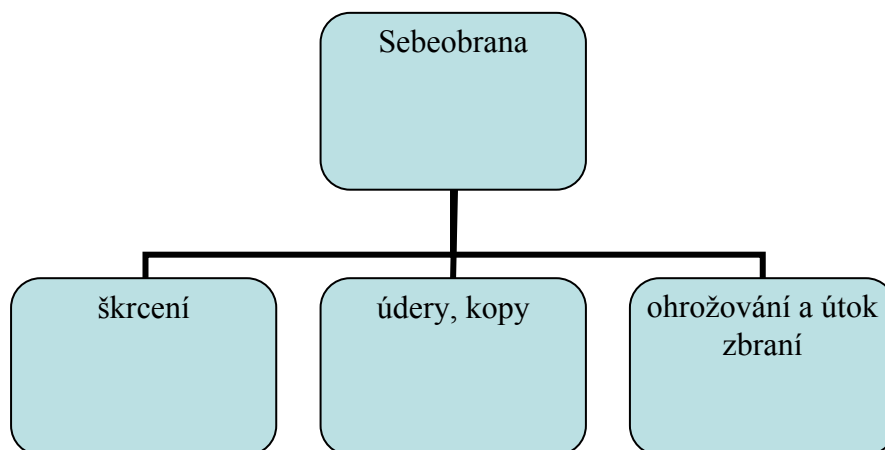 Sebeobrana
škrcení
údery, kopy
ohrožování a útok
zbraní